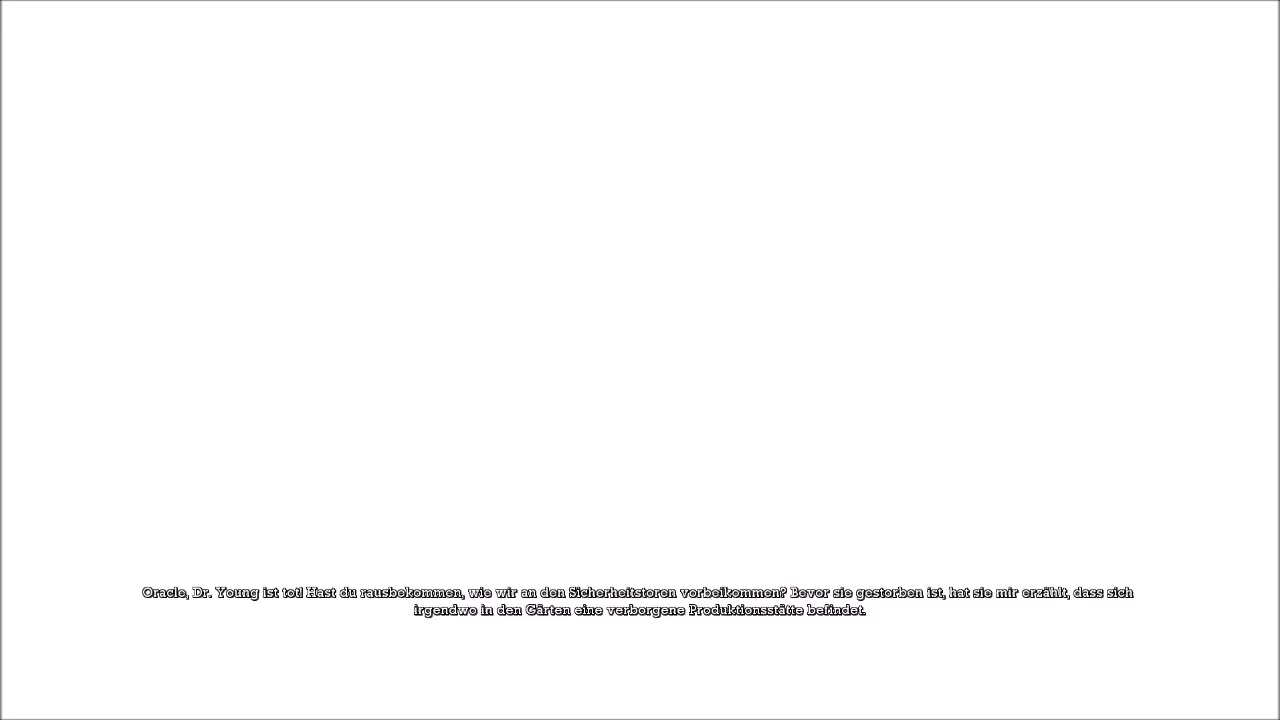 Oracle, Dr. Young ist tot! Hast du rausbekommen, wie wir an den Sicherheitstoren vorbeikommen? Bevor sie gestorben ist, hat sie mir erzählt, dass sich
irgendwo in den Gärten eine verborgene Produktionsstätte befindet.